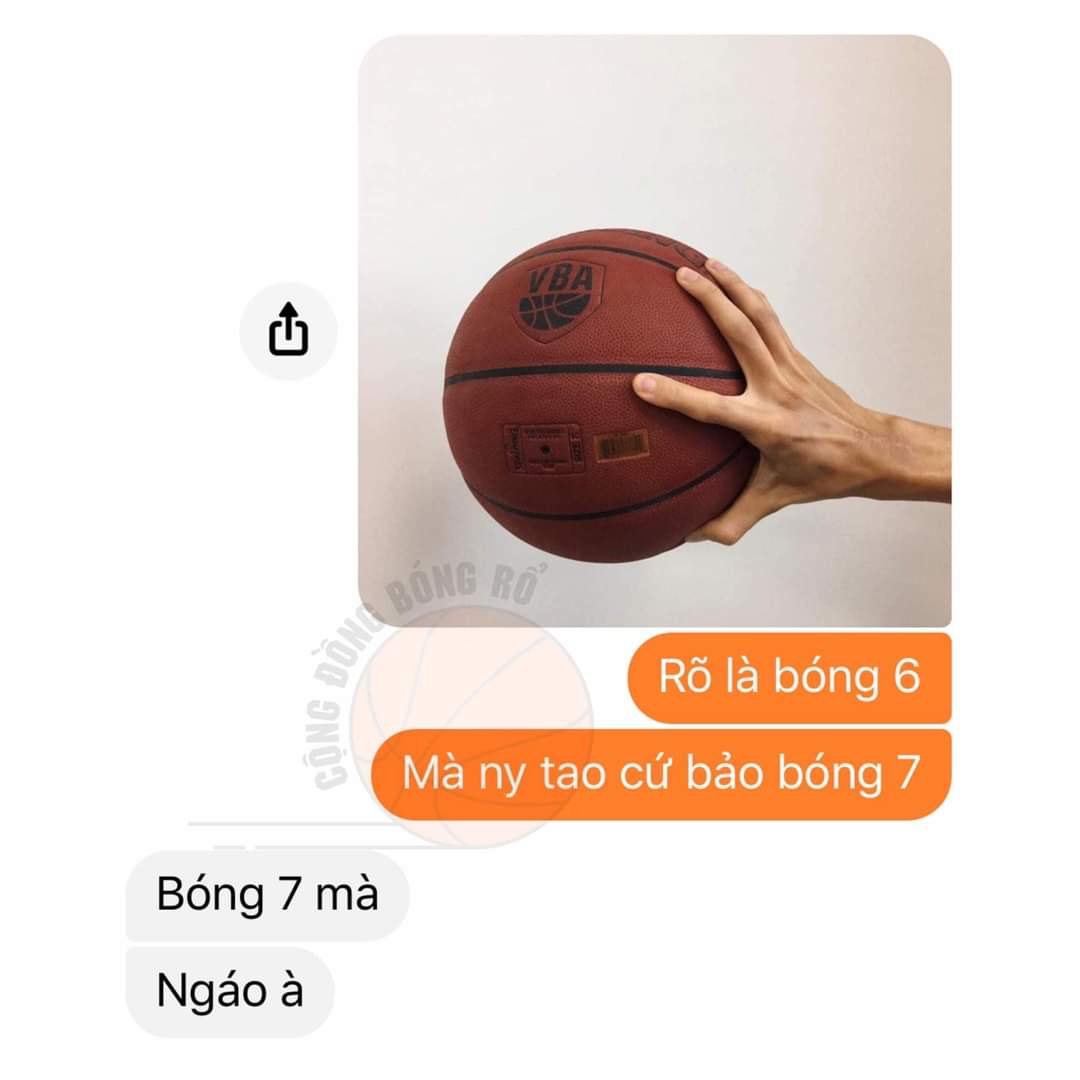 VBA
Rõ là bóng 6
Mà ny tao cứ bảo bóng 7
CỘNG ĐỒNG BÓNG RỔ
Bóng 7 mà
Ngáo à